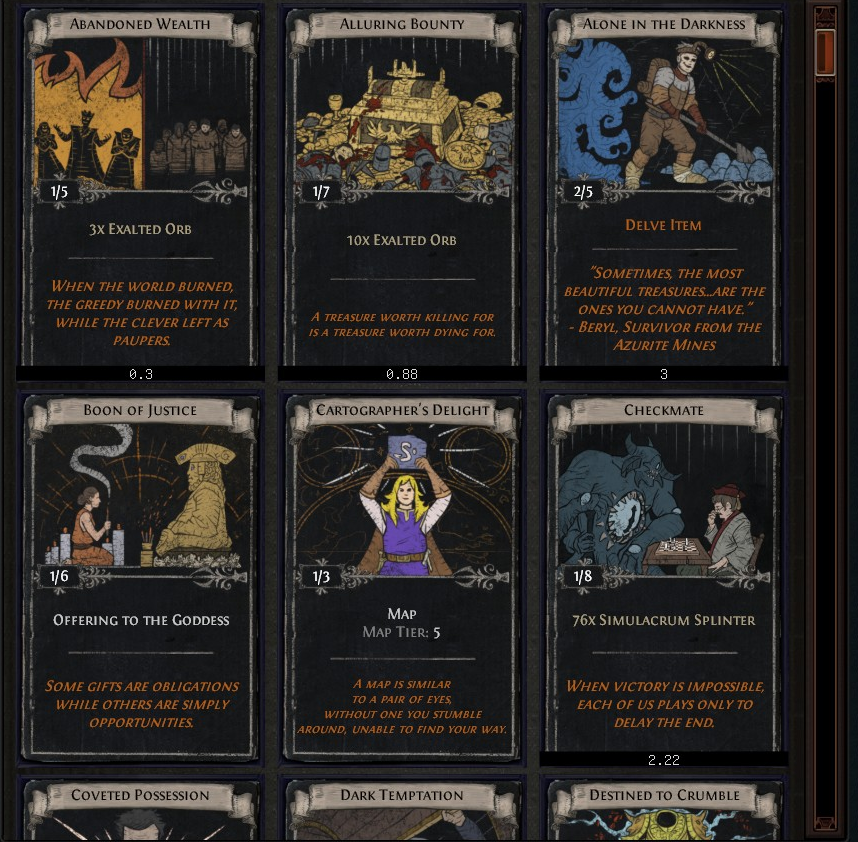 Abandoned Wealth
1/5
3x Exalted Orb
When the world burned,
the greedy burned with it,
while the clever left as
paupers.
0.3
Alluring Bounty
1/7
10x Exalted Orb
A treasure worth killing for
is a treasure worth dying for.
0.88
Alone in the Darkness
2/5
Delve Item
"Sometimes, the most
beautiful treasures...are the
ones you cannot have."
- Beryl, Survivor from the
Azurite Mines
3
Boon of Justice
1/6
Offering to the Goddess
Some gifts are obligations
while others are simply
opportunities.
Cartographer's Delight
S
1/3
Map
Map Tier: 5
A map is similar
to a pair of eyes,
without one you stumble
around, unable to find your way.
Checkmate
1/8
76x Simulacrum Splinter
When victory is impossible,
each of us plays only to
delay the end.
2.22
Coveted Possession
Dark Temptation
Destined to Crumble